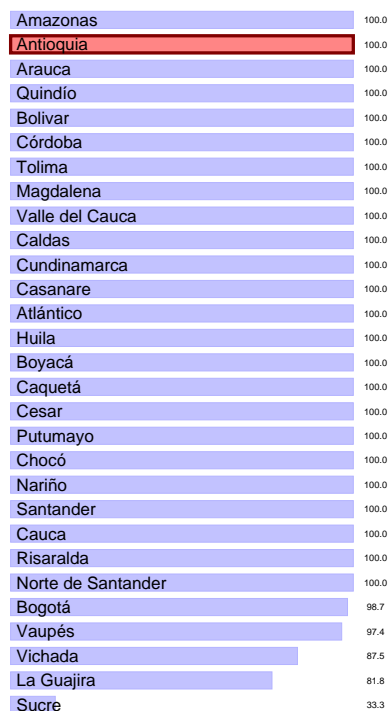 Amazonas 100.0
Antioquia 100.0
Arauca 100.0
Quindío 100.0
Bolivar 100.0
Córdoba 100.0
Tolima 100.0
Magdalena 100.0
Valle del Cauca 100.0
Caldas 100.0
Cundinamarca 100.0
Casanare 100.0
Atlántico 100.0
Huila 100.0
Boyacá 100.0
Caquetá 100.0
Cesar 100.0
Putumayo 100.0
Chocó 100.0
Nariño 100.0
Santander 100.0
Cauca 100.0
Risaralda 100.0
Norte de Santander 100.0
Bogotá 98.7
Vaupés 97.4
Vichada 87.5
La Guajira 81.8
Sucre 33.3